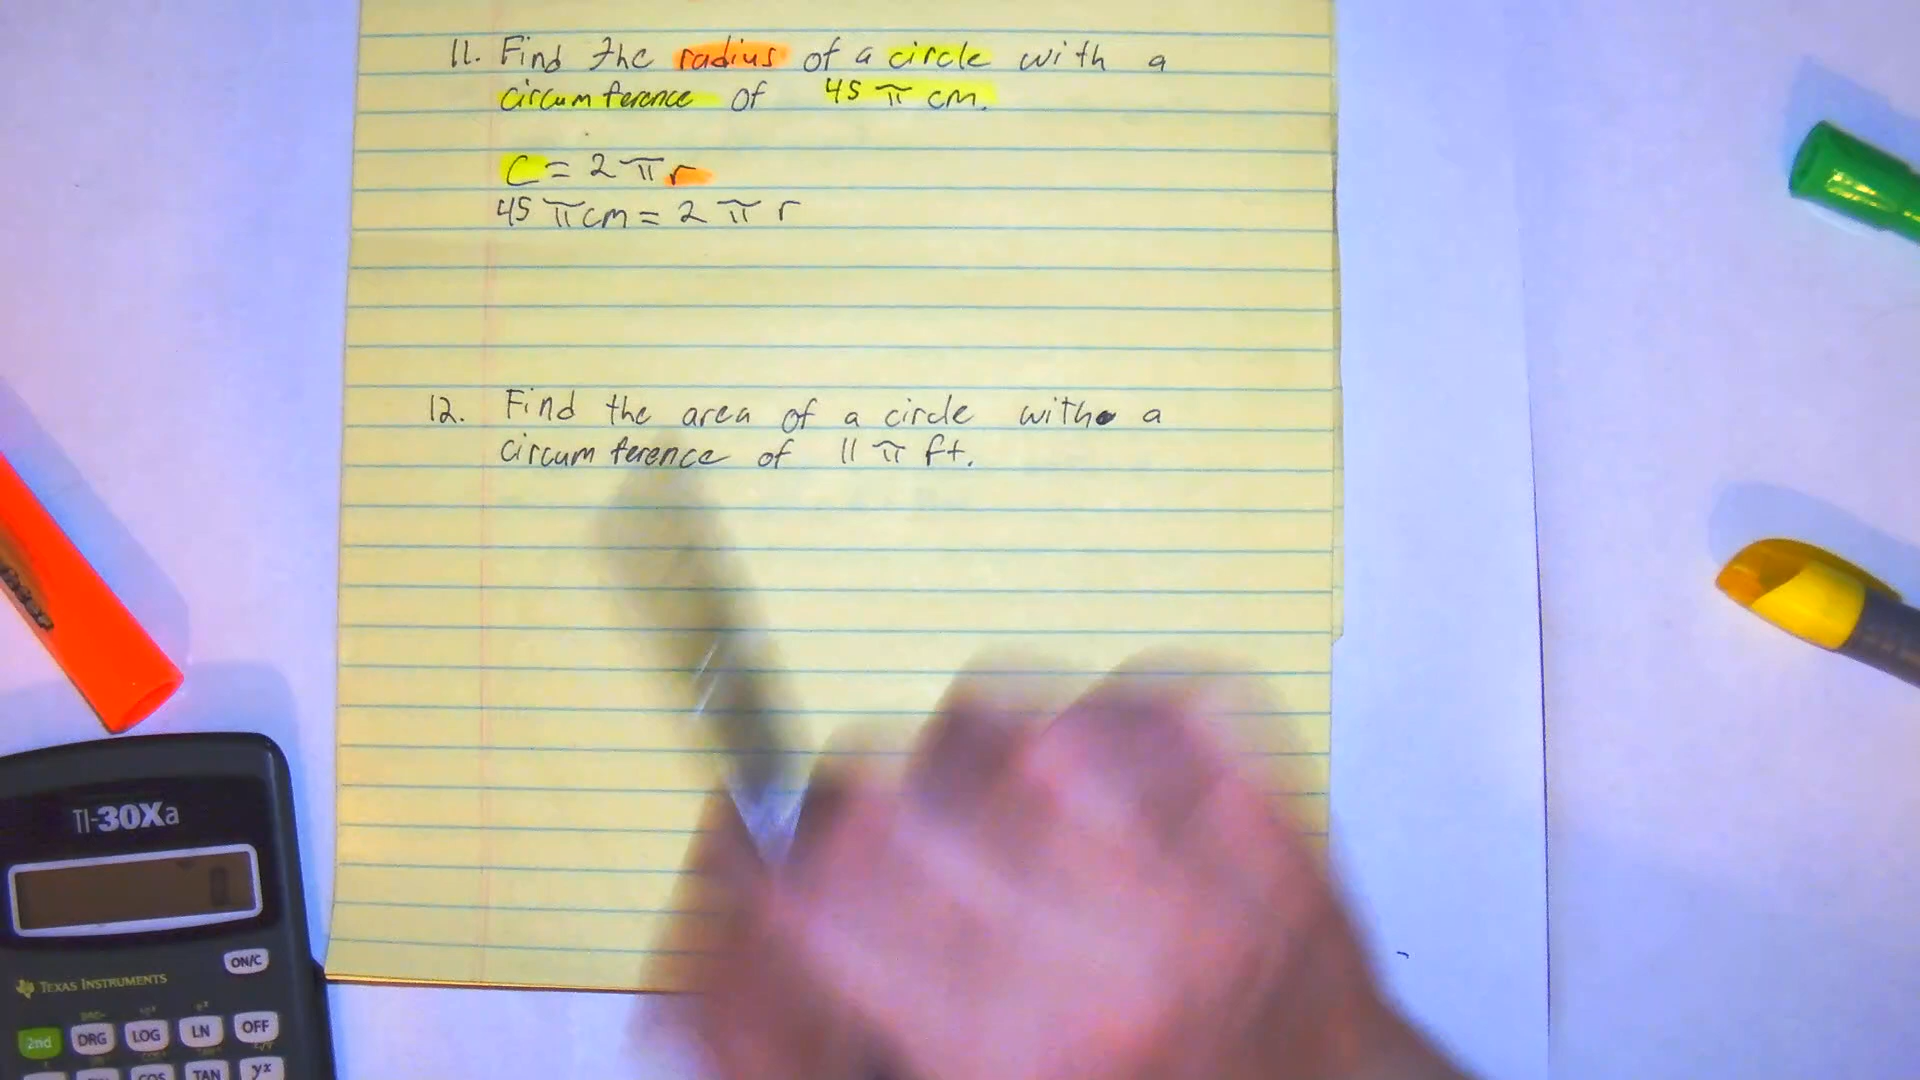 11. Find the radius of a circle with a
circumference of 45 π cm.
C = 2 π r
45 π cm = 2 π r
12. Find the area of a circle with a
circumference of 11 π ft.
TI-30Xa
0
ON/C
TEXAS INSTRUMENTS
2nd DRG LOG LN OFF
COS TAN yx